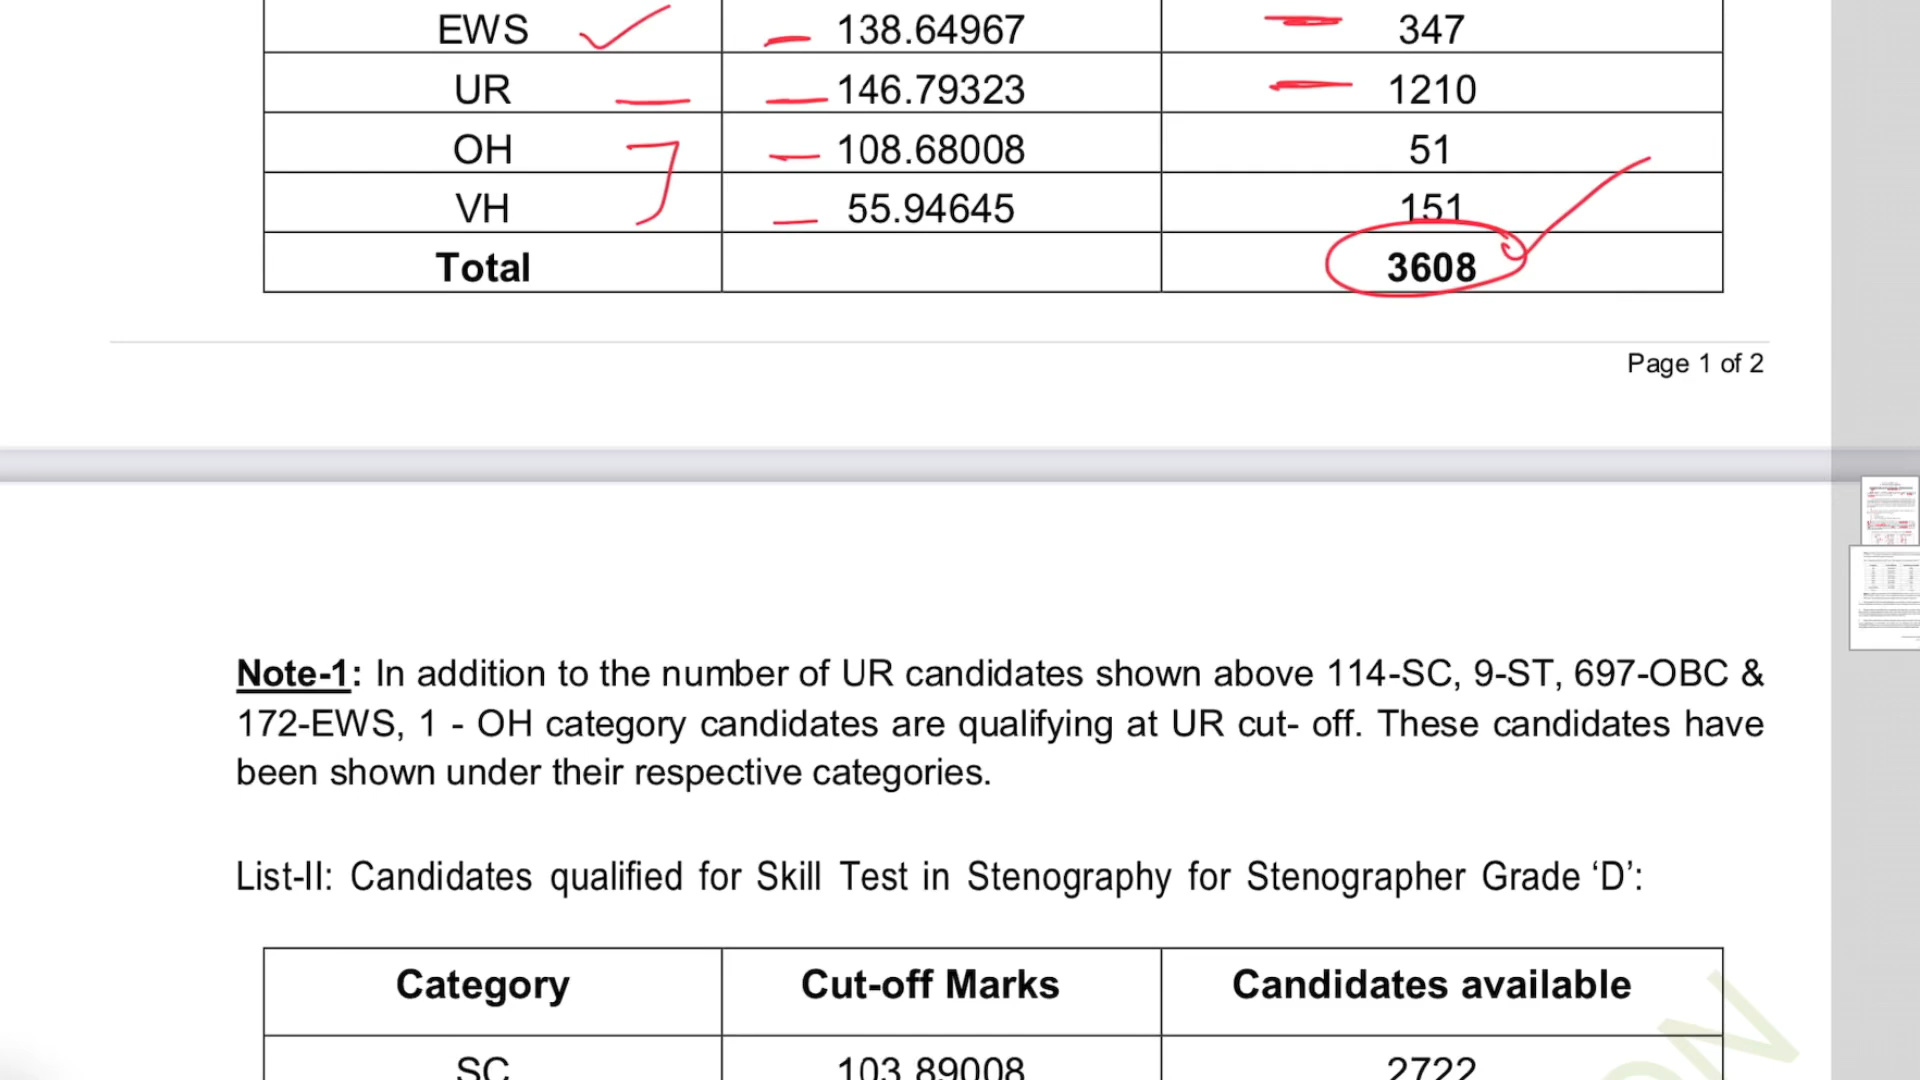 EWS 138.64967 347
UR 146.79323 1210
OH 108.68008 51
VH 55.94645 151
Total 3608
Page 1 of 2
Note-1: In addition to the number of UR candidates shown above 114-SC, 9-ST, 697-OBC &
172-EWS, 1 - OH category candidates are qualifying at UR cut- off. These candidates have
been shown under their respective categories.
List-II: Candidates qualified for Skill Test in Stenography for Stenographer Grade ‘D’:
Category Cut-off Marks Candidates available
SC 103.89008 2722